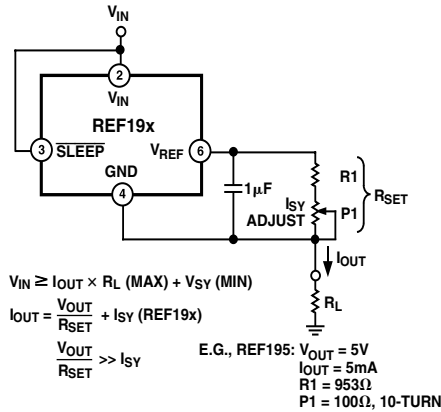 VIN
2
VIN
REF19x
3
SLEEP
VREF
6
GND
4
1µF
R1
ISY
ADJUST
P1
RSET
IOUT
RL
VIN ≥ IOUT × RL (MAX) + VSY (MIN)
IOUT = VOUT/RSET + ISY (REF19x)
VOUT/RSET >> ISY
E.G., REF195: VOUT = 5V
IOUT = 5mA
R1 = 953Ω
P1 = 100Ω, 10-TURN